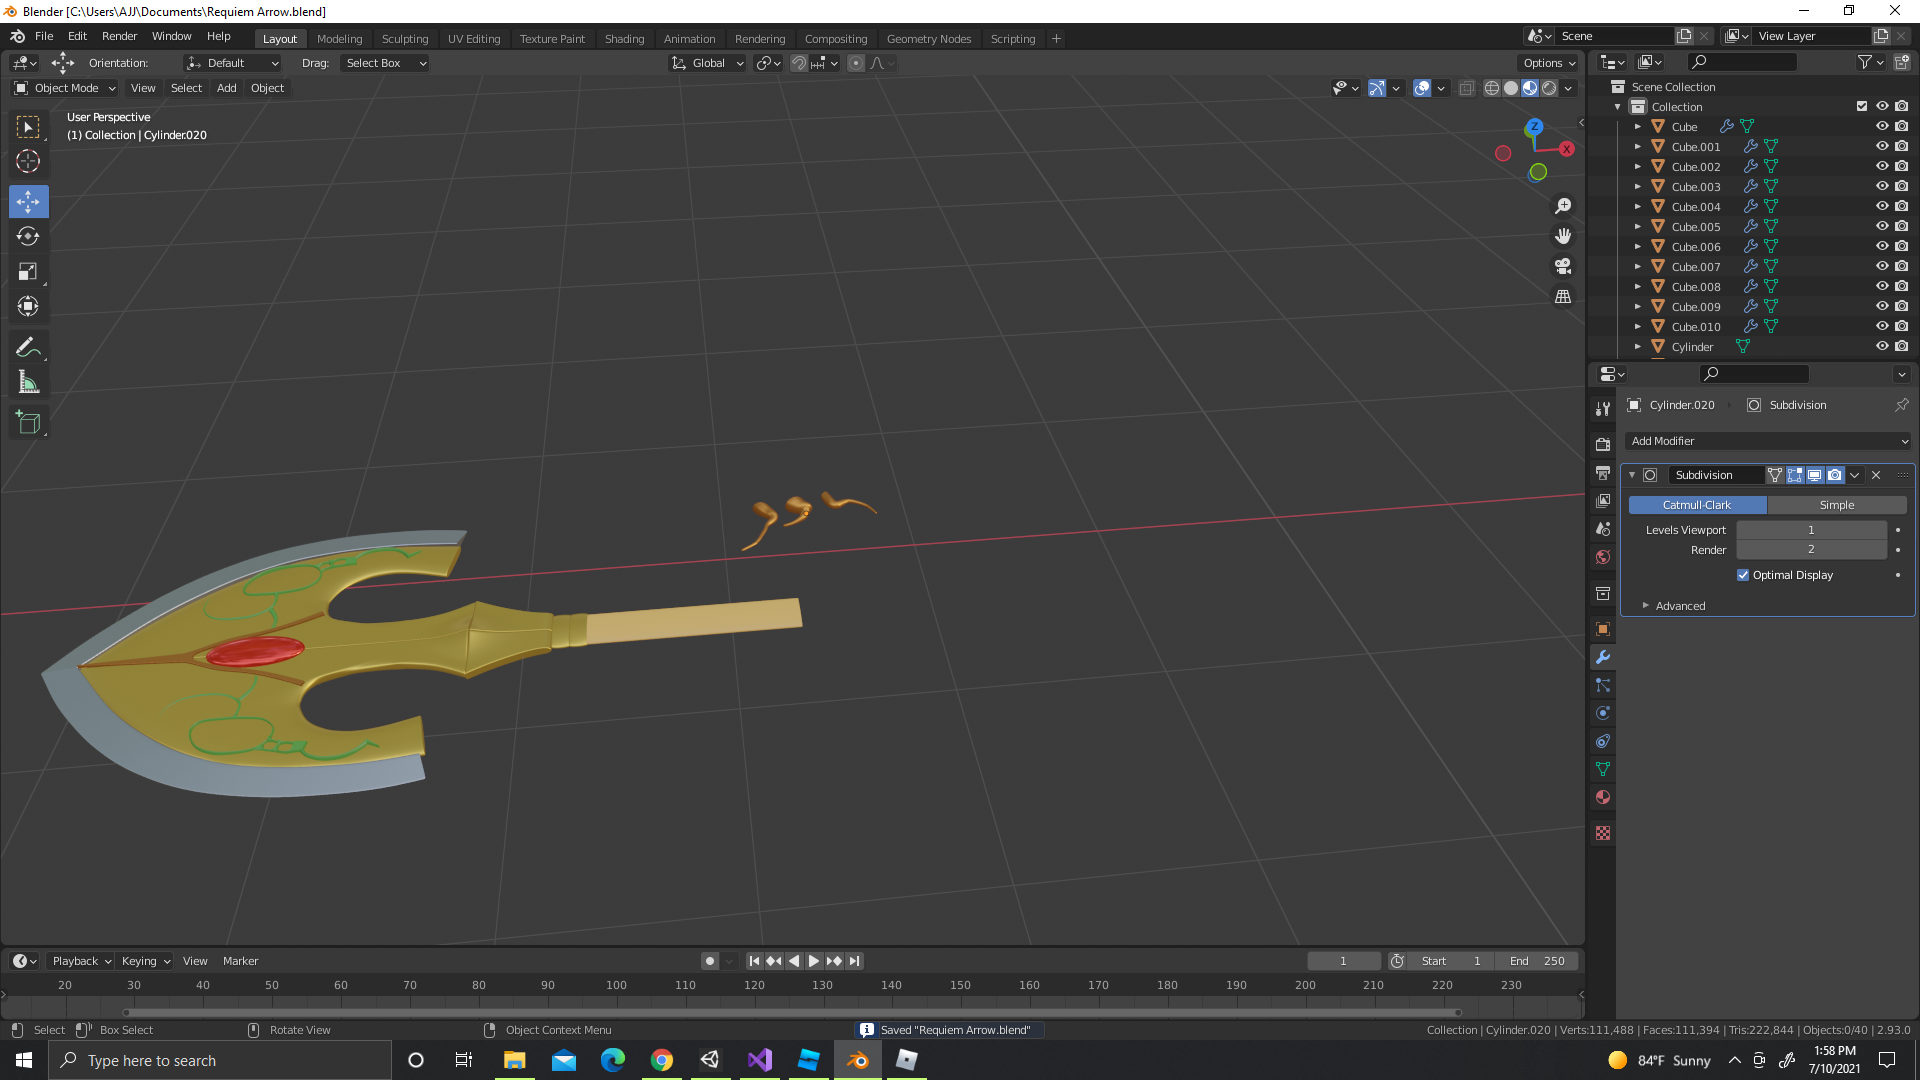 Blender [C:\Users\AJJ\Documents\Requiem Arrow.blend]
File Edit Render Window Help Layout Modeling Sculpting UV Editing Texture Paint Shading Animation Rendering Compositing Geometry Nodes Scripting + Scene View Layer
Orientation: Default Drag: Select Box Global Options
Object Mode View Select Add Object
User Perspective
(1) Collection | Cylinder.020
Z
X
Scene Collection
Collection
Cube
Cube.001
Cube.002
Cube.003
Cube.004
Cube.005
Cube.006
Cube.007
Cube.008
Cube.009
Cube.010
Cylinder
Cylinder.020 Subdivision
Add Modifier
Subdivision
Catmull-Clark Simple
Levels Viewport 1
Render 2
Optimal Display
Advanced
Playback Keying View Marker 1 Start 1 End 250
20 30 40 50 60 70 80 90 100 110 120 130 140 150 160 170 180 190 200 210 220 230
Select Box Select Rotate View Object Context Menu Saved "Requiem Arrow.blend" Collection | Cylinder.020 | Verts:111,488 | Faces:111,394 | Tris:222,844 | Objects:0/40 | 2.93.0
Type here to search 84°F Sunny 1:58 PM
7/10/2021